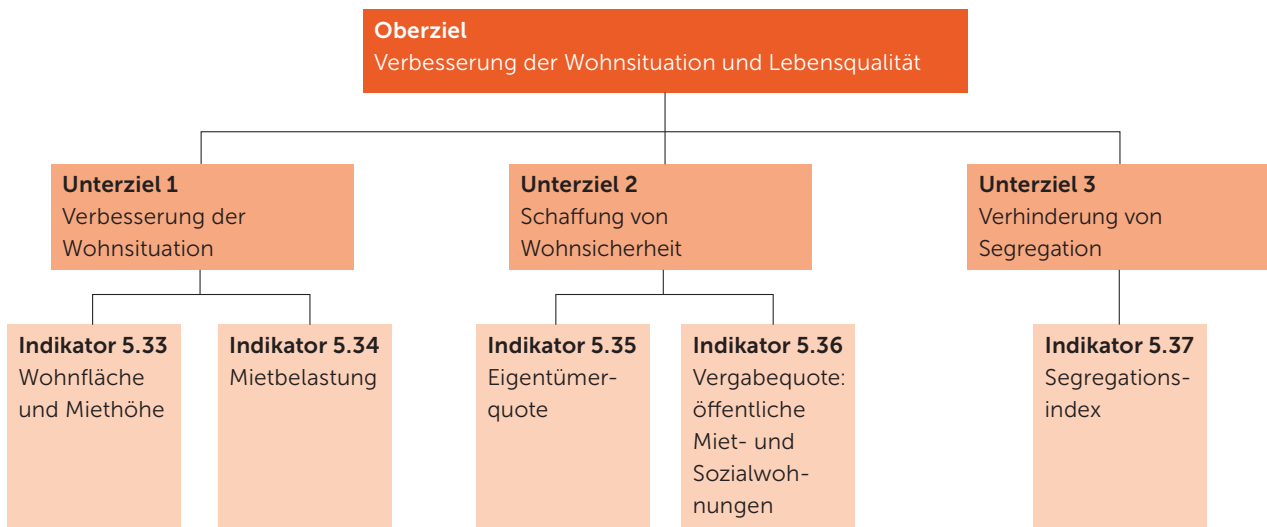 Oberziel
Verbesserung der Wohnsituation und Lebensqualität
Unterziel 1
Verbesserung der
Wohnsituation
Unterziel 2
Schaffung von
Wohnsicherheit
Unterziel 3
Verhinderung von
Segregation
Indikator 5.33
Wohnfläche
und Miethöhe
Indikator 5.34
Mietbelastung
Indikator 5.35
Eigentümer-
quote
Indikator 5.36
Vergabequote:
öffentliche
Miet- und
Sozialwoh-
nungen
Indikator 5.37
Segregations-
index